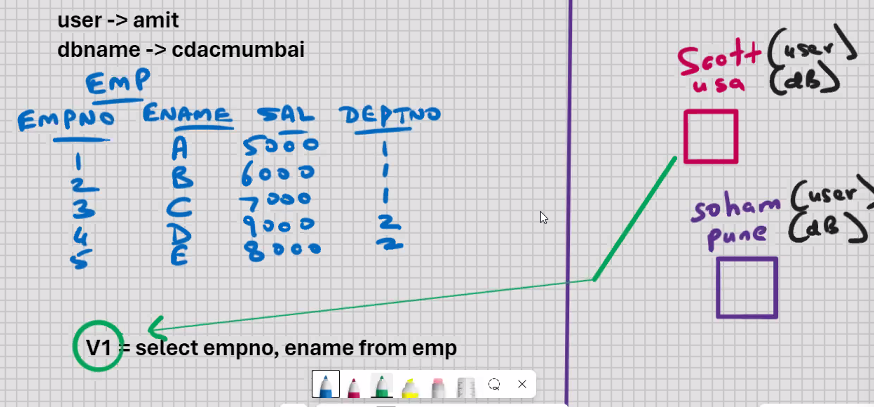 user -> amit
dbname -> cdacmumbai
EMP
EMPNO ENAME SAL DEPTNO
1 A 5000 1
2 B 6000 1
3 C 7000 1
4 D 9000 2
5 E 8000 2
V1 = select empno, ename from emp
Scott (user)
usa (dB)
soham (user)
pune (dB)